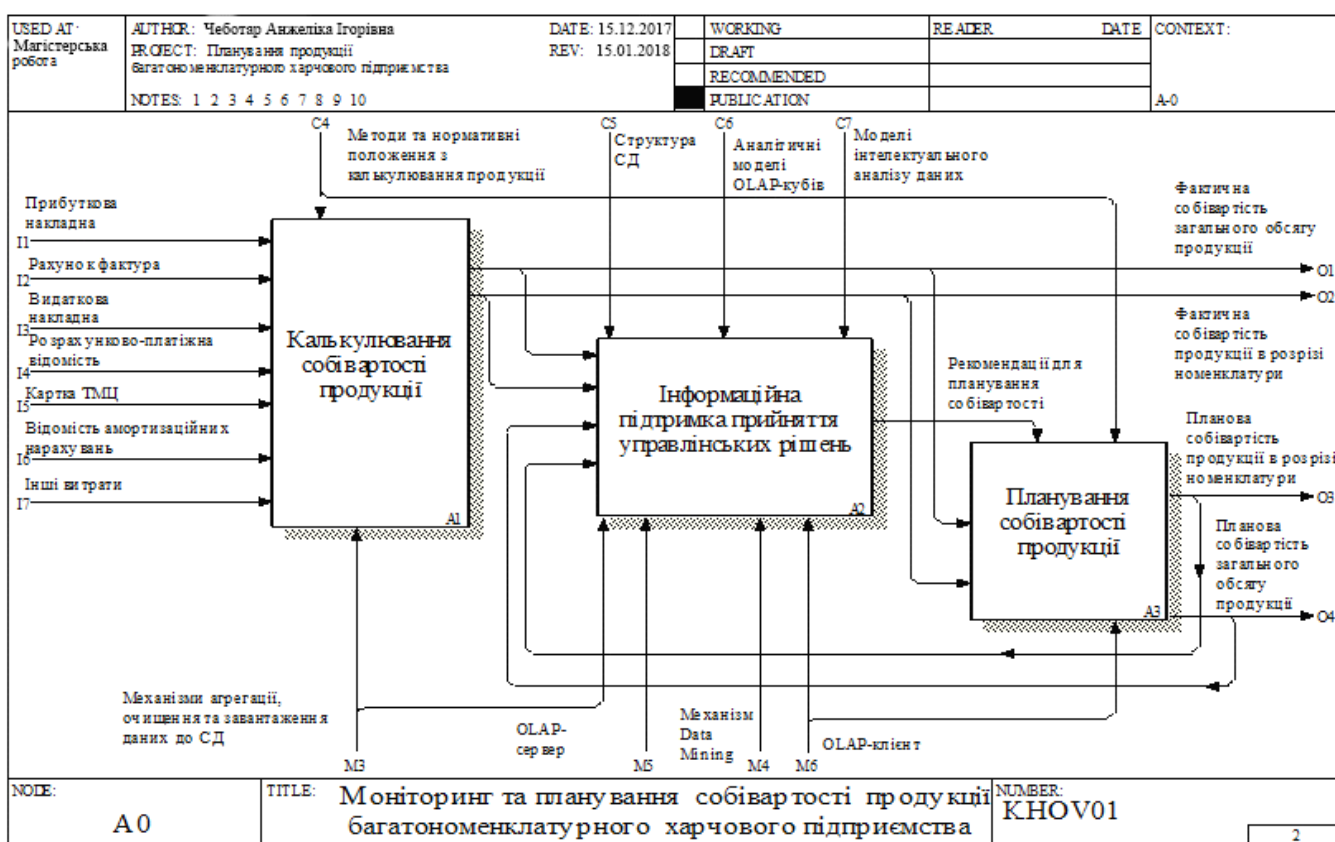 USED AT:
Магістерська
робота
AUTHOR: Чеботар Анжеліка Ігорівна
DATE: 15.12.2017
PROJECT: Планування продукції
багатономенклатурного харчового підприємства
REV: 15.01.2018
NOTES: 1 2 3 4 5 6 7 8 9 10
WORKING
DRAFT
RECOMMENDED
PUBLICATION
READER
DATE
CONTEXT:
A-0
C4
Методи та нормативні
положення з
калькулювання продукції
C5
Структура
СД
C6
Аналітичні
моделі
OLAP-кубів
C7
Моделі
інтелектуального
аналізу даних
Прибуткова
накладна
I1
Рахунок фактура
I2
Видаткова
накладна
I3
Розрахунково-платіжна
відомість
I4
Картка ТМЦ
I5
Відомість амортизаційних
нарахувань
I6
Інші витрати
I7
Калькулювання
собівартості
продукції
A1
Інформаційна
підтримка прийняття
управлінських рішень
A2
Рекомендації для
планування
собівартості
Планування
собівартості
продукції
A3
Фактична
собівартість
загального обсягу
продукції
O1
O2
Фактична
собівартість
продукції в розрізі
номенклатури
Планова
собівартість
продукції в розрізі
номенклатури
O3
Планова
собівартість
загального
обсягу
продукції
O4
Механізми агрегації,
очищення та завантаження
даних до СД
M3
OLAP-
сервер
M5
Механізм
Data
Mining
M4
M6
OLAP-клієнт
NODE:
A0
TITLE:
Моніторинг та планування собівартості продукції
багатономенклатурного харчового підприємства
NUMBER:
KHOV01
2